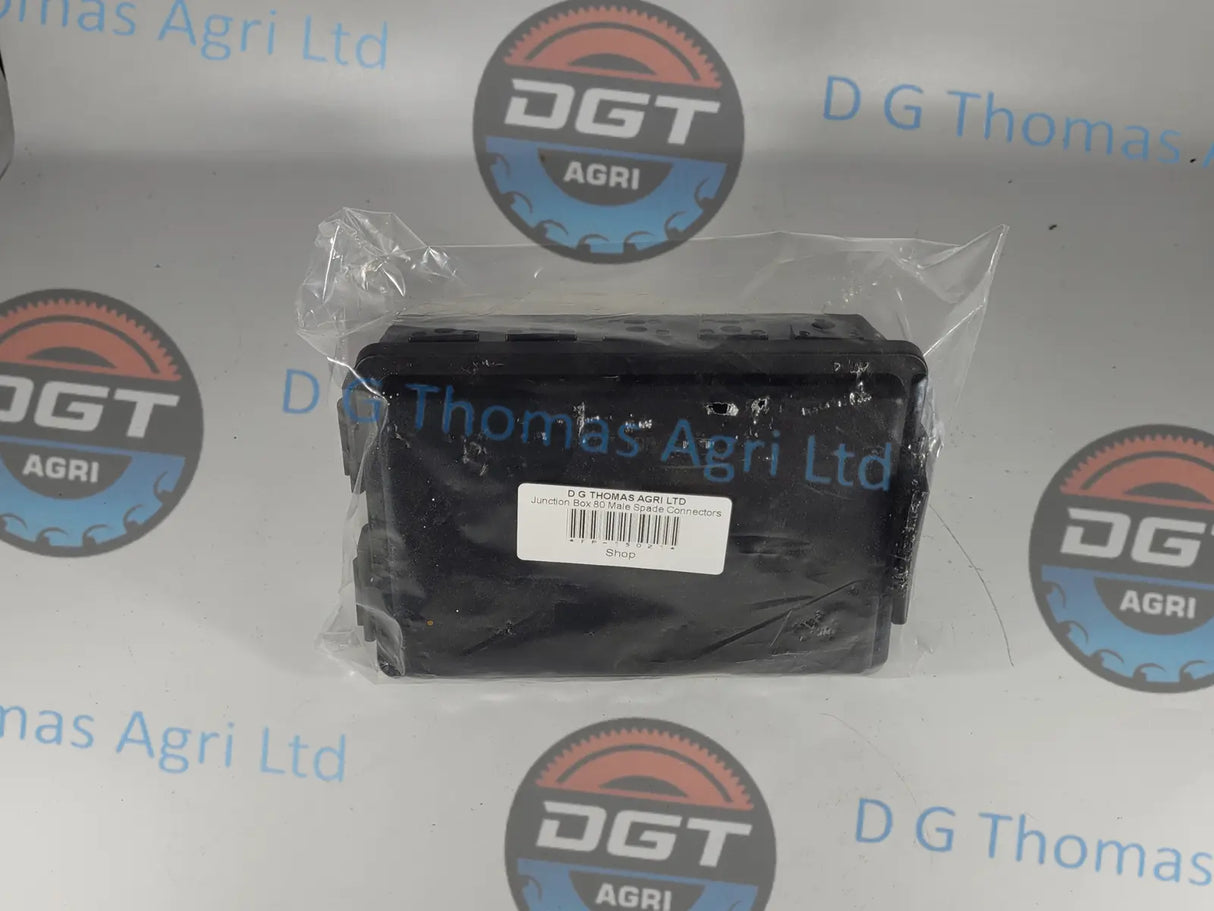 omas Agri Ltd
DGT
AGRI
D G Thomas A
DGT
AGRI
D G Thomas Agri Ltd
D G THOMAS AGRI LTD
Junction Box 80 Male Spade Connectors
Shop
DGT
AGRI
mas Agri Ltd
DGT
AGRI
D G Thomas